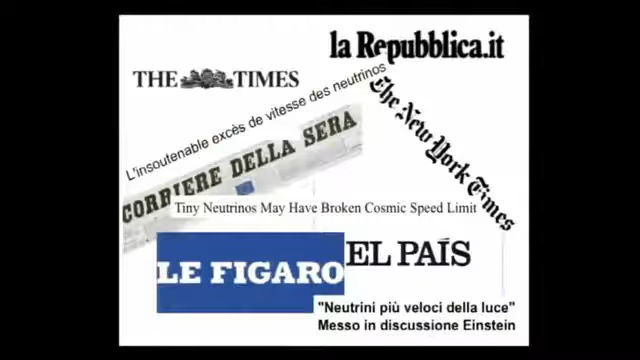 la Repubblica.it
THE TIMES
L'insoutenable excès de vitesse des neutrinos
The New York Times
CORRIERE DELLA SERA
Tiny Neutrinos May Have Broken Cosmic Speed Limit
EL PAÍS
LE FIGARO
"Neutrini più veloci della luce"
Messo in discussione Einstein